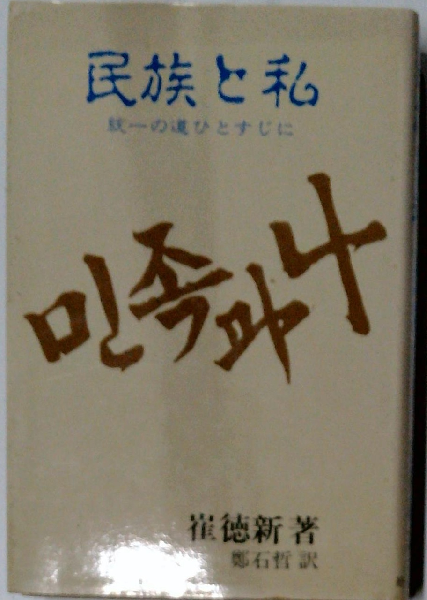 民族と私
統一の道ひとすじに
민족과 나
崔徳新 著
鄭石哲 訳